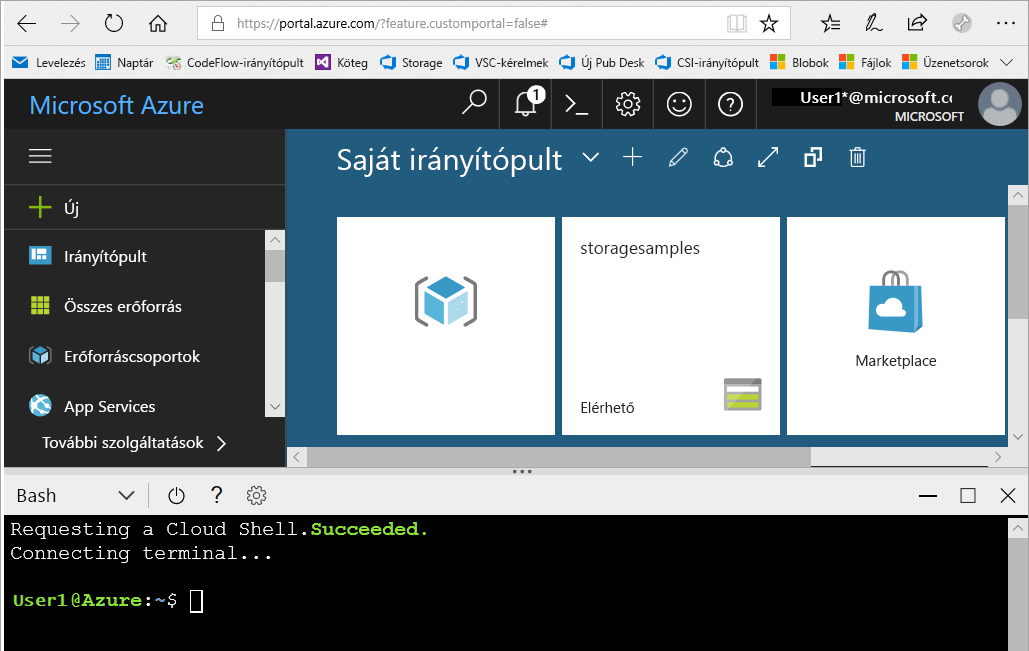 https://portal.azure.com/?feature.customportal=false#
Levelezés Naptár CodeFlow-irányítópult Köteg Storage VSC-kérelmek Új Pub Desk CSI-irányítópult Blobok Fájlok Üzenetsorok
Microsoft Azure
1
>_
?
User1*@microsoft.cc
MICROSOFT
Saját irányítópult
Új
Irányítópult
Összes erőforrás
Erőforráscsoportok
App Services
További szolgáltatások
storagesamples
Elérhető
Marketplace
Bash
?
Requesting a Cloud Shell.Succeeded.
Connecting terminal...
User1@Azure:~$